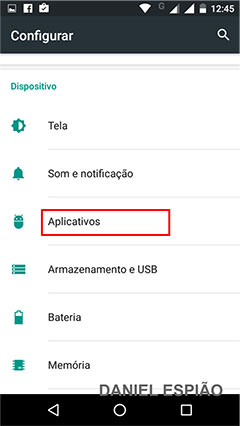 12:45
Configurar
Dispositivo
Tela
Som e notificação
Aplicativos
Armazenamento e USB
Bateria
Memória
DANIEL ESPIÃO